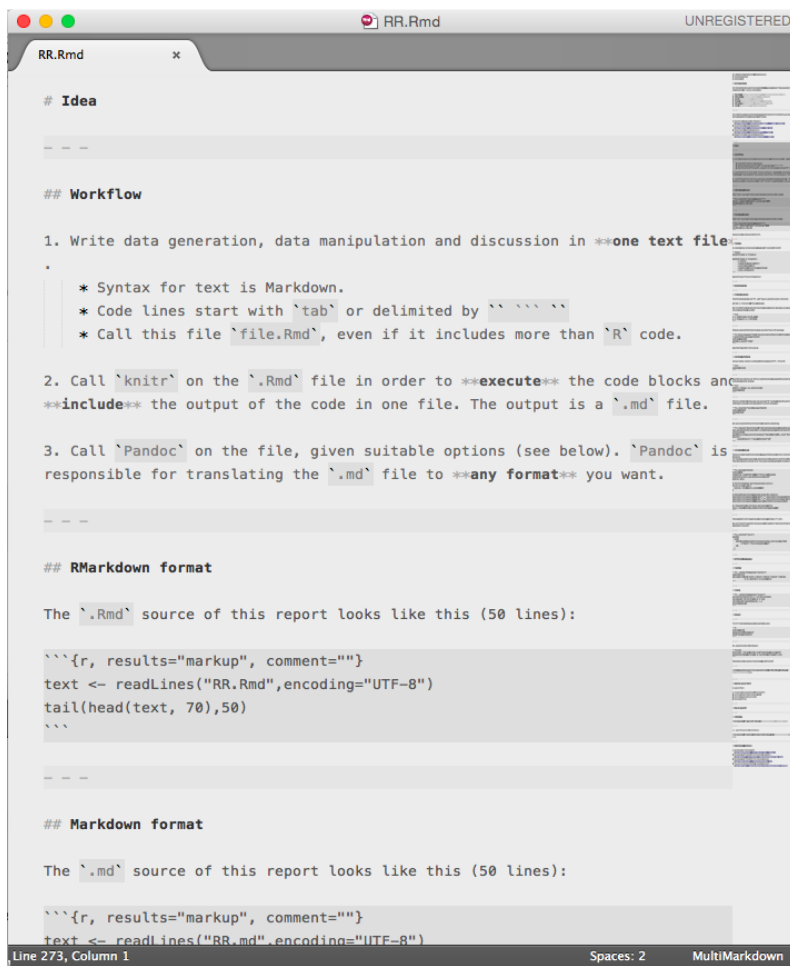 RR.Rmd
UNREGISTERED
RR.Rmd ×
# Idea
- - -
## Workflow
1. Write data generation, data manipulation and discussion in **one text file*
.
* Syntax for text is Markdown.
* Code lines start with `tab` or delimited by `` ``` ``
* Call this file `file.Rmd`, even if it includes more than `R` code.
2. Call `knitr` on the `.Rmd` file in order to **execute** the code blocks and
**include** the output of the code in one file. The output is a `.md` file.
3. Call `Pandoc` on the file, given suitable options (see below). `Pandoc` is
responsible for translating the `.md` file to **any format** you want.
- - -
## RMarkdown format
The `.Rmd` source of this report looks like this (50 lines):
```{r, results="markup", comment=""}
text <- readLines("RR.Rmd",encoding="UTF-8")
tail(head(text, 70),50)
```
- - -
## Markdown format
The `.md` source of this report looks like this (50 lines):
```{r, results="markup", comment=""}
text <- readLines("RR.md",encoding="UTF-8")
Line 273, Column 1
Spaces: 2
MultiMarkdown